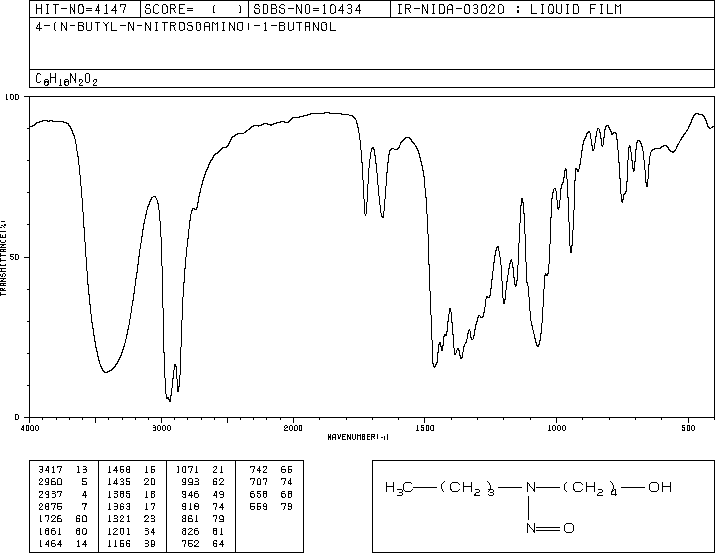 HIT-NO=4147 SCORE= ( ) SDBS-NO=10434 IR-NIDA-03020 : LIQUID FILM
4-(N-BUTYL-N-NITROSOAMINO)-1-BUTANOL
C8H18N2O2
100
50
0
TRANSMITTANCE(%)
4000 3000 2000 1500 1000 500
WAVENUMBER(-1)
3417 13 1458 16 1071 21 742 66
2960 5 1435 20 993 62 707 74
2937 4 1385 18 946 49 658 68
2875 7 1363 17 918 74 559 79
1726 60 1321 23 861 79
1661 60 1201 34 826 81
1464 14 1156 39 752 64
H3C (CH2)3 N (CH2)4 OH
N O